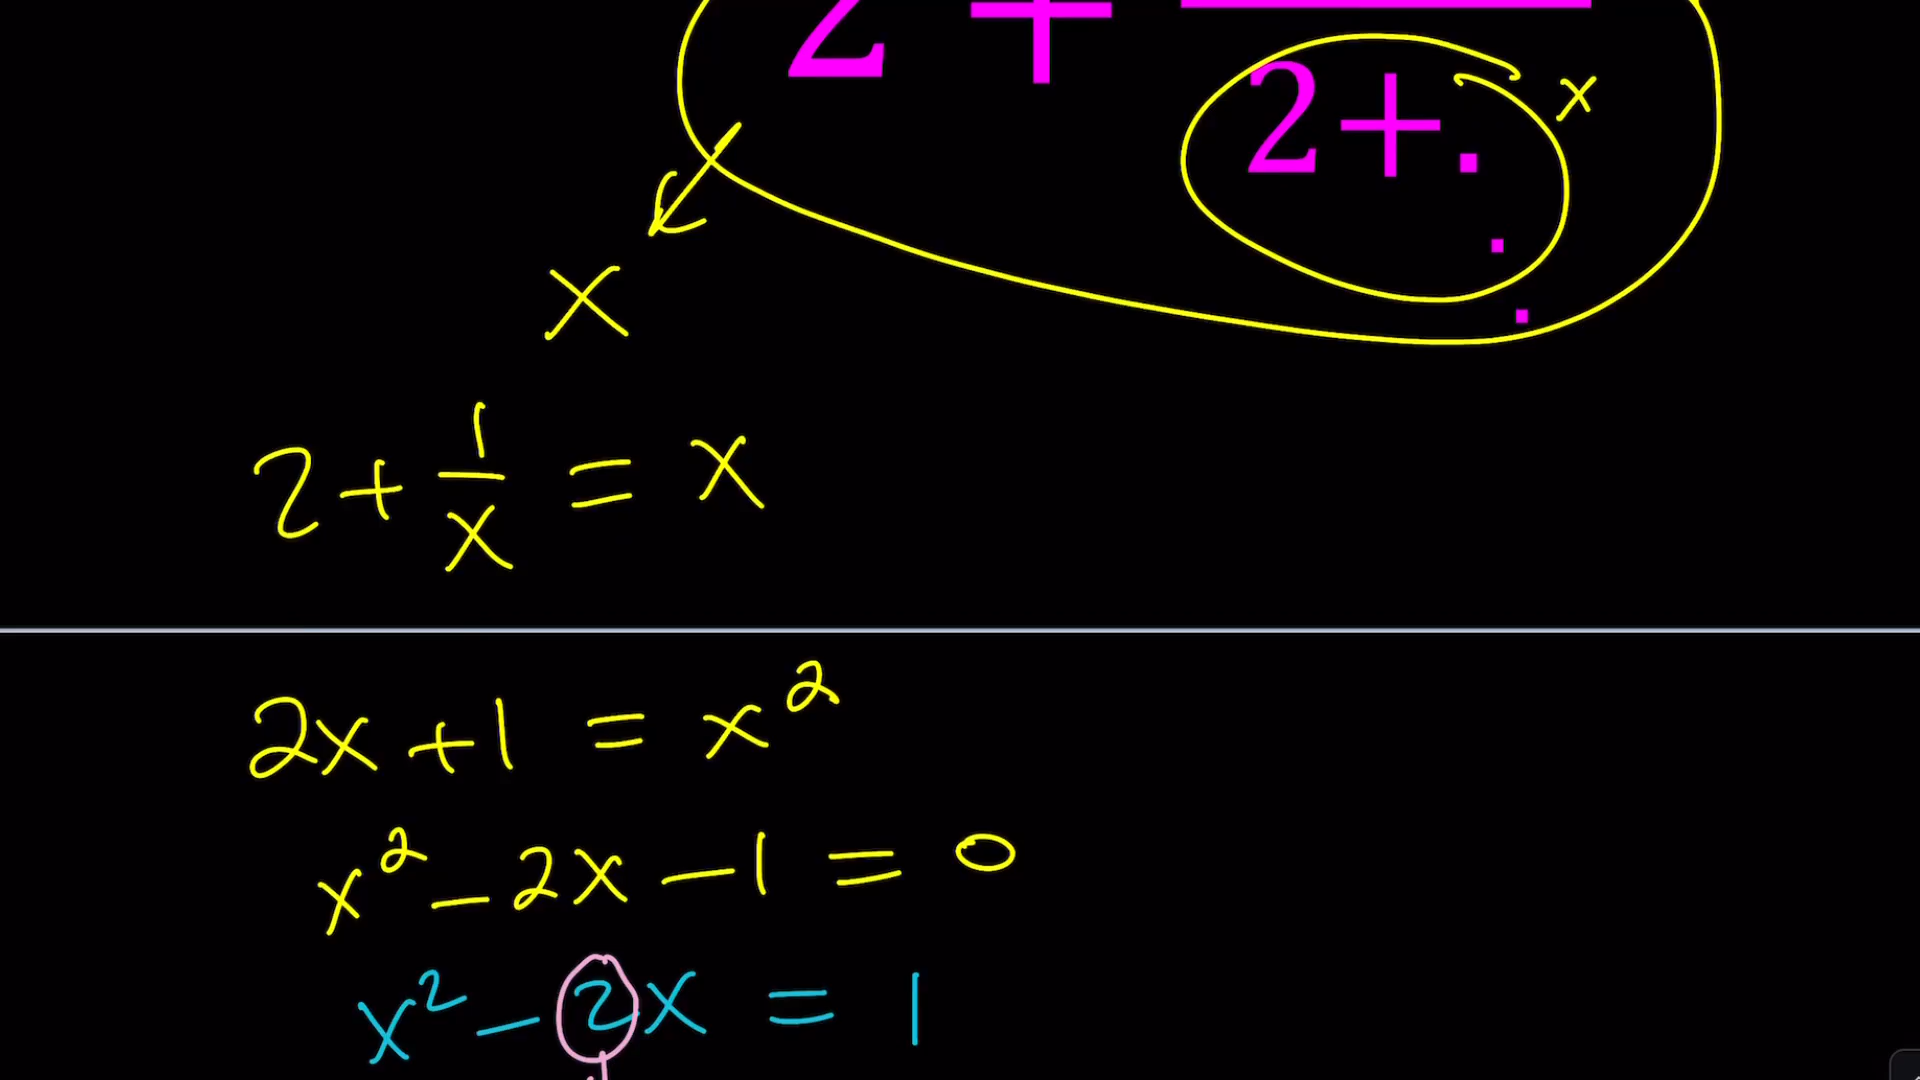 2 +
2+.
x
.
.
x
2 + 1/x = x
2x + 1 = x²
x² - 2x - 1 = 0
x² - 2x = 1